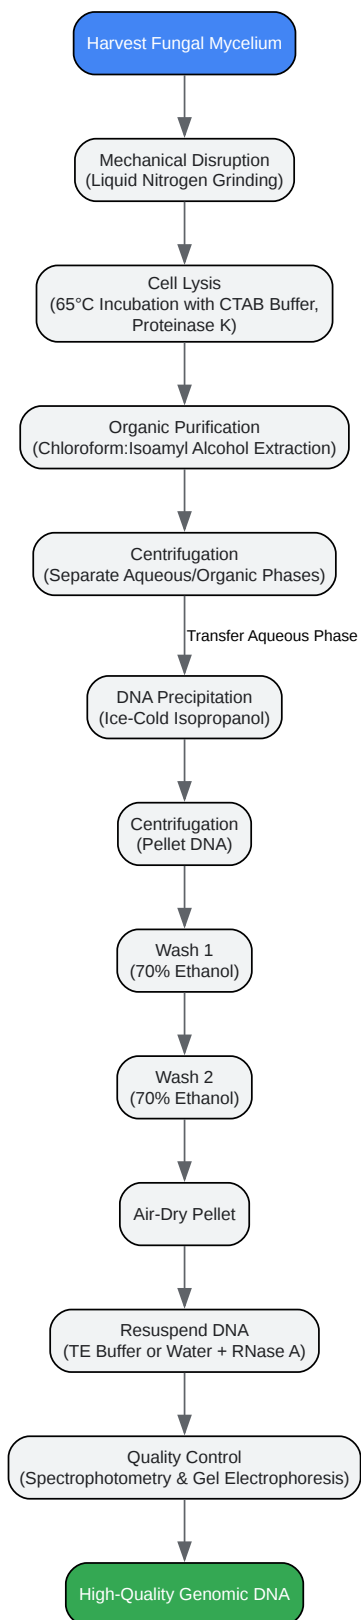 Harvest Fungal Mycelium
Mechanical Disruption
(Liquid Nitrogen Grinding)
Cell Lysis
(65°C Incubation with CTAB Buffer,
Proteinase K)
Organic Purification
(Chloroform:Isoamyl Alcohol Extraction)
Centrifugation
(Separate Aqueous/Organic Phases)
Transfer Aqueous Phase
DNA Precipitation
(Ice-Cold Isopropanol)
Centrifugation
(Pellet DNA)
Wash 1
(70% Ethanol)
Wash 2
(70% Ethanol)
Air-Dry Pellet
Resuspend DNA
(TE Buffer or Water + RNase A)
Quality Control
(Spectrophotometry & Gel Electrophoresis)
High-Quality Genomic DNA